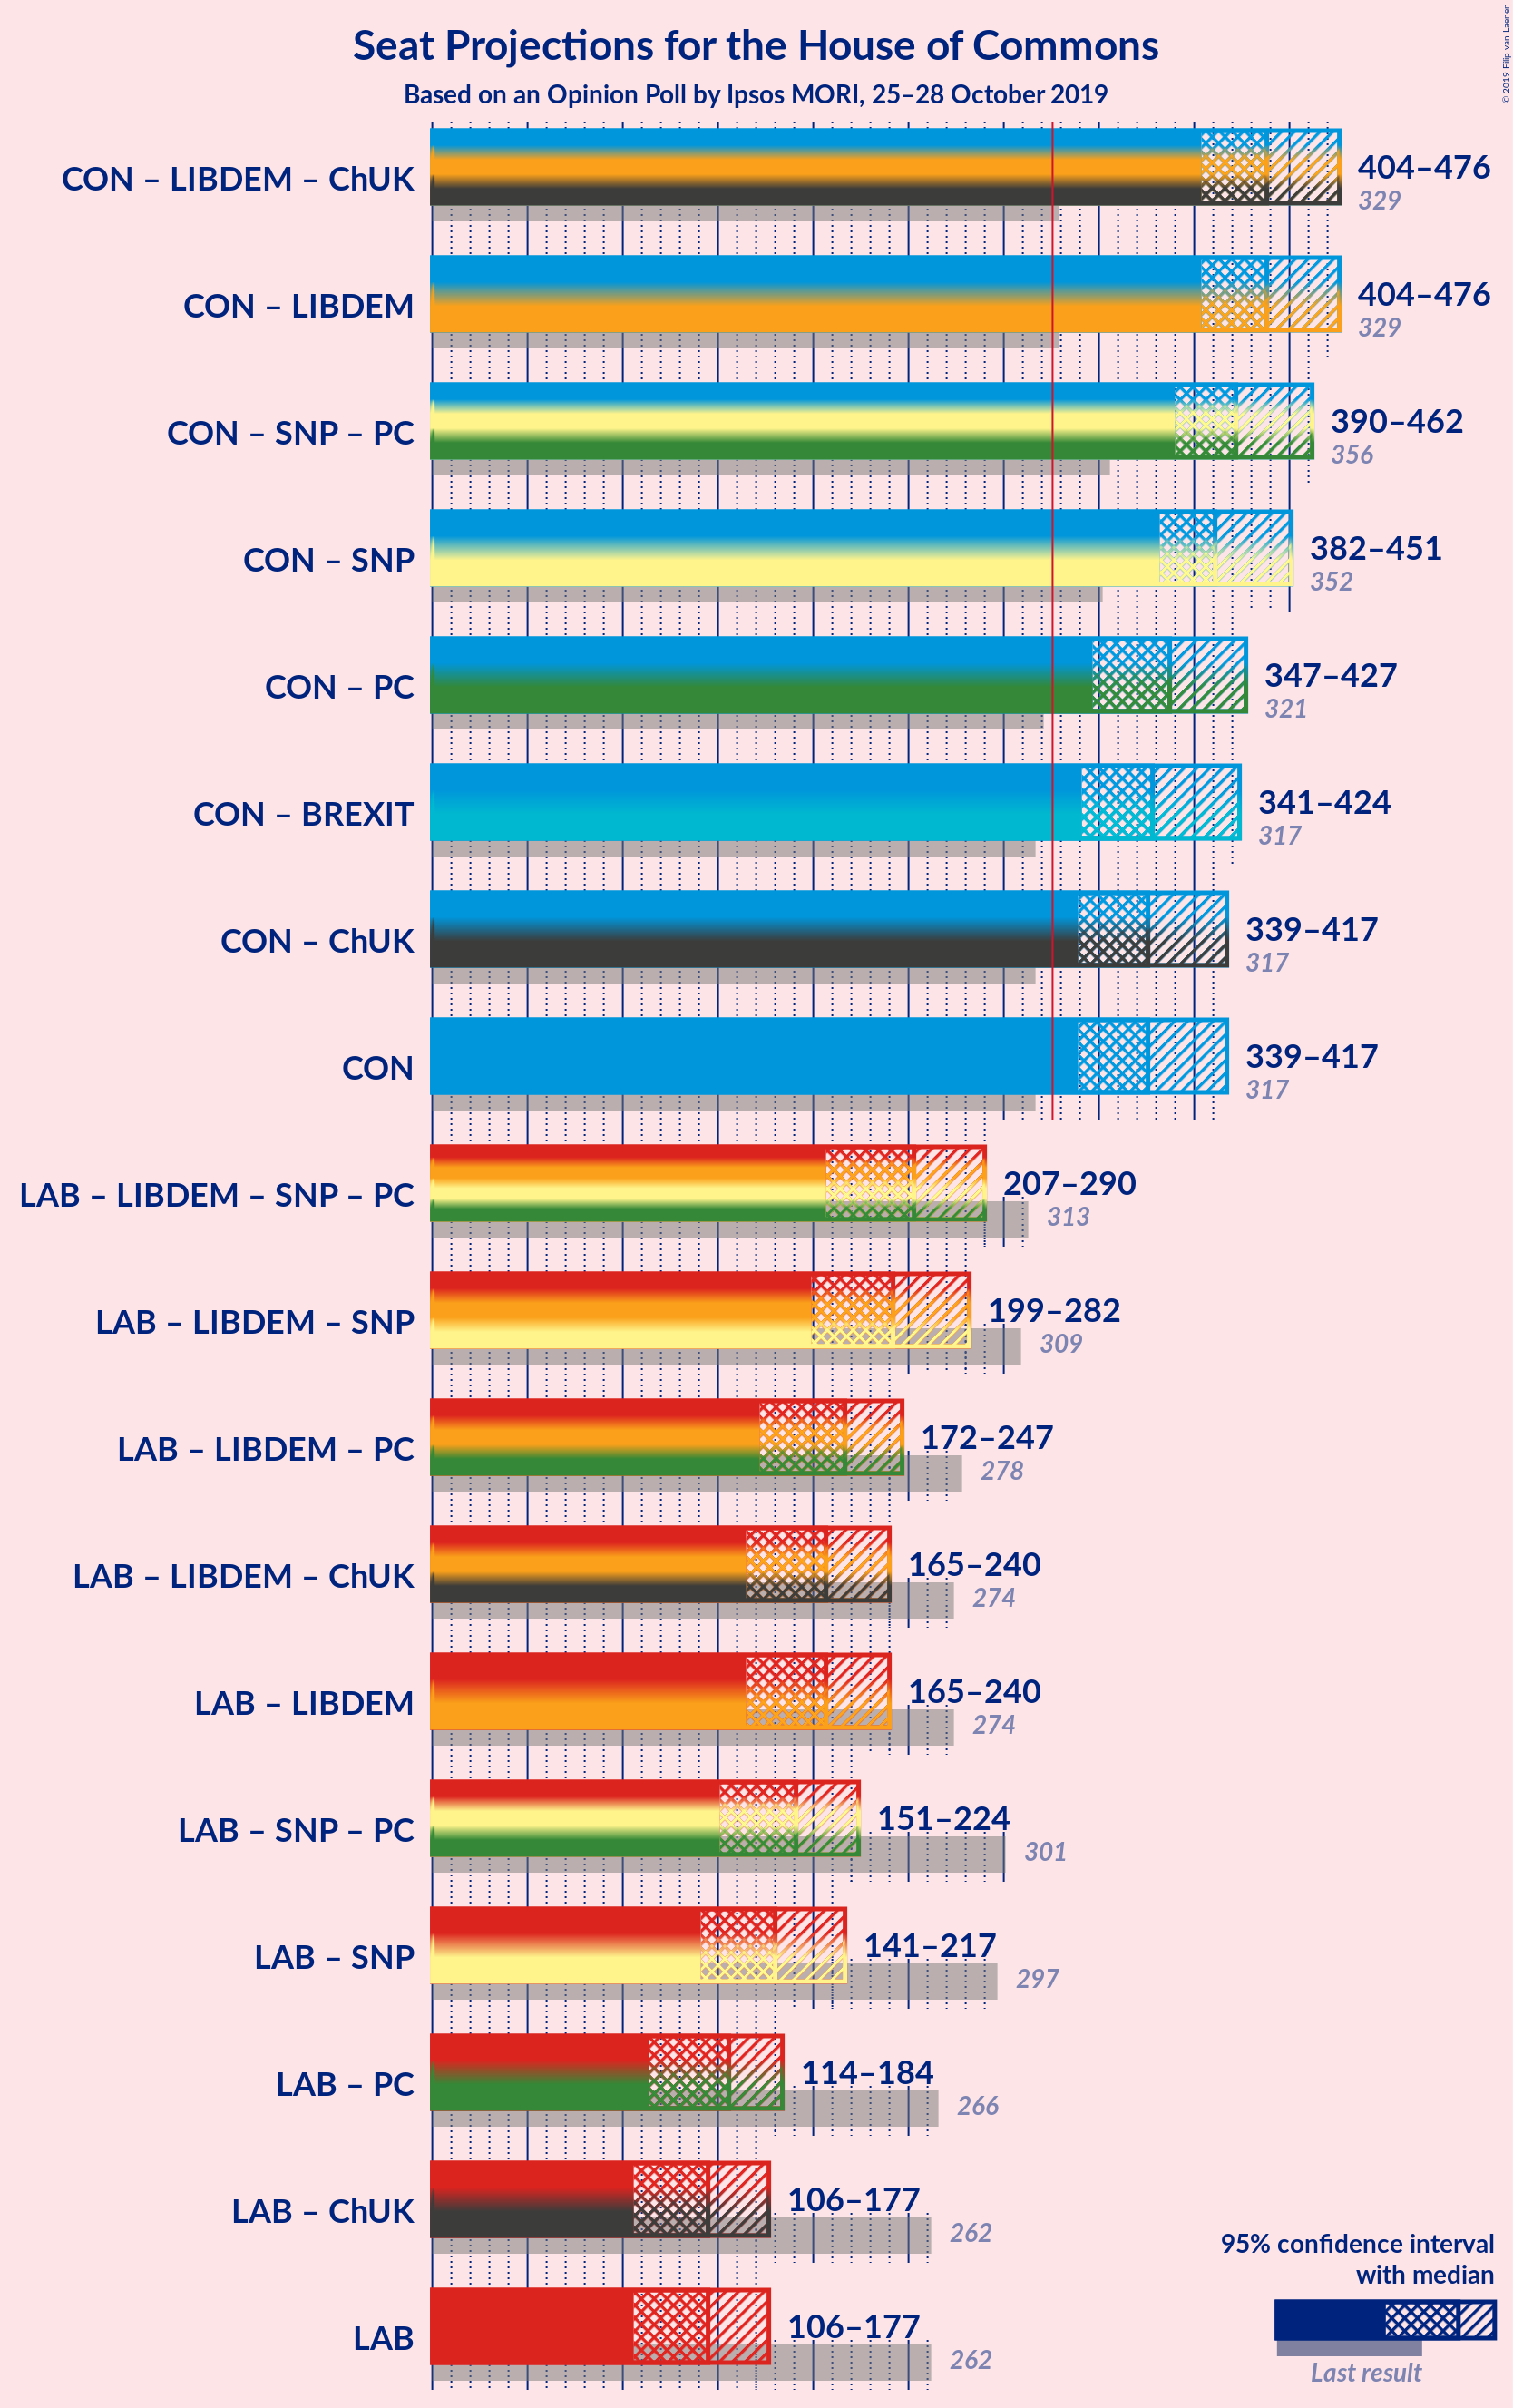 Seat Projections for the House of Commons
Based on an Opinion Poll by Ipsos MORI, 25–28 October 2019
© 2019 Filip van Laenen
CON – LIBDEM – ChUK
404–476
329
CON – LIBDEM
404–476
329
CON – SNP – PC
390–462
356
CON – SNP
382–451
352
CON – PC
347–427
321
CON – BREXIT
341–424
317
CON – ChUK
339–417
317
CON
339–417
317
LAB – LIBDEM – SNP – PC
207–290
313
LAB – LIBDEM – SNP
199–282
309
LAB – LIBDEM – PC
172–247
278
LAB – LIBDEM – ChUK
165–240
274
LAB – LIBDEM
165–240
274
LAB – SNP – PC
151–224
301
LAB – SNP
141–217
297
LAB – PC
114–184
266
LAB – ChUK
106–177
262
LAB
106–177
262
95% confidence interval
with median
Last result